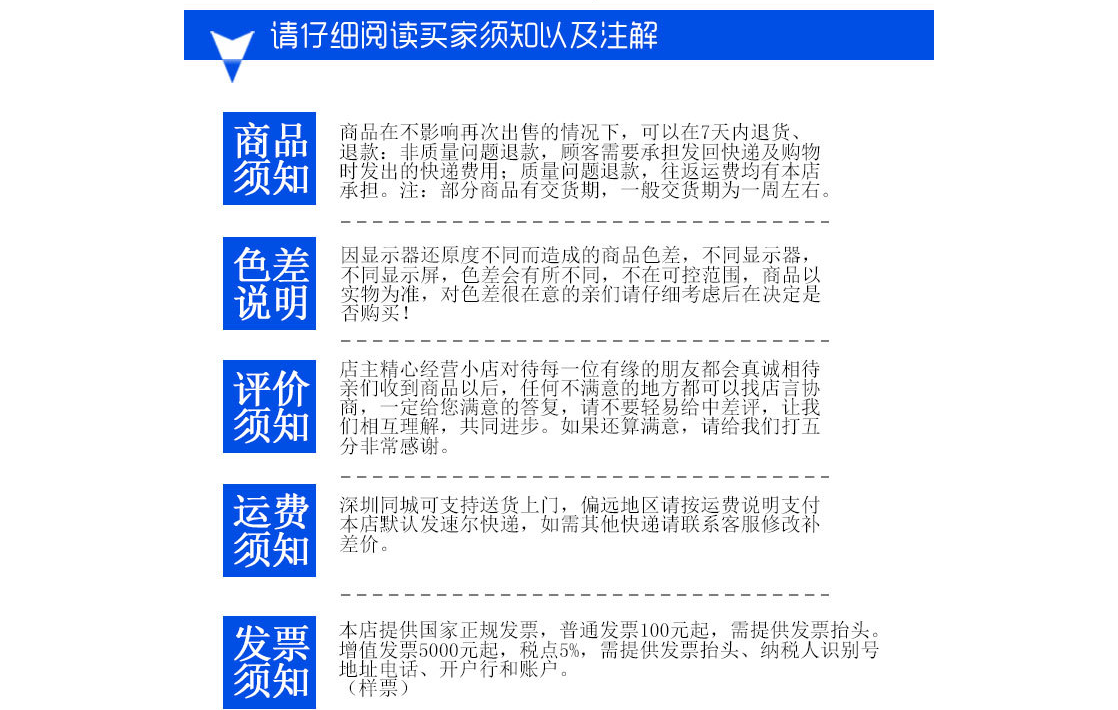 请仔细阅读买家须知以及注解
商品
须知
商品在不影响再次出售的情况下，可以在7天内退货、
退款：非质量问题退款，顾客需要承担发回快递及购物
时发出的快递费用；质量问题退款，往返运费均有本店
承担。注：部分商品有交货期，一般交货期为一周左右。
色差
说明
因显示器还原度不同而造成的商品色差，不同显示器，
不同显示屏，色差会有所不同，不在可控范围，商品以
实物为准，对色差很在意的亲们请仔细考虑后在决定是
否购买！
评价
须知
店主精心经营小店对待每一位有缘的朋友都会真诚相待
亲们收到商品以后，任何不满意的地方都可以找店言协
商，一定给您满意的答复，请不要轻易给中差评，让我
们相互理解，共同进步。如果还算满意，请给我们打五
分非常感谢。
运费
须知
深圳同城可支持送货上门，偏远地区请按运费说明支付
本店默认发速尔快递，如需其他快递请联系客服修改补
差价。
发票
须知
本店提供国家正规发票，普通发票100元起，需提供发票抬头。
增值发票5000元起，税点5%，需提供发票抬头、纳税人识别号
地址电话、开户行和账户。
（样票）